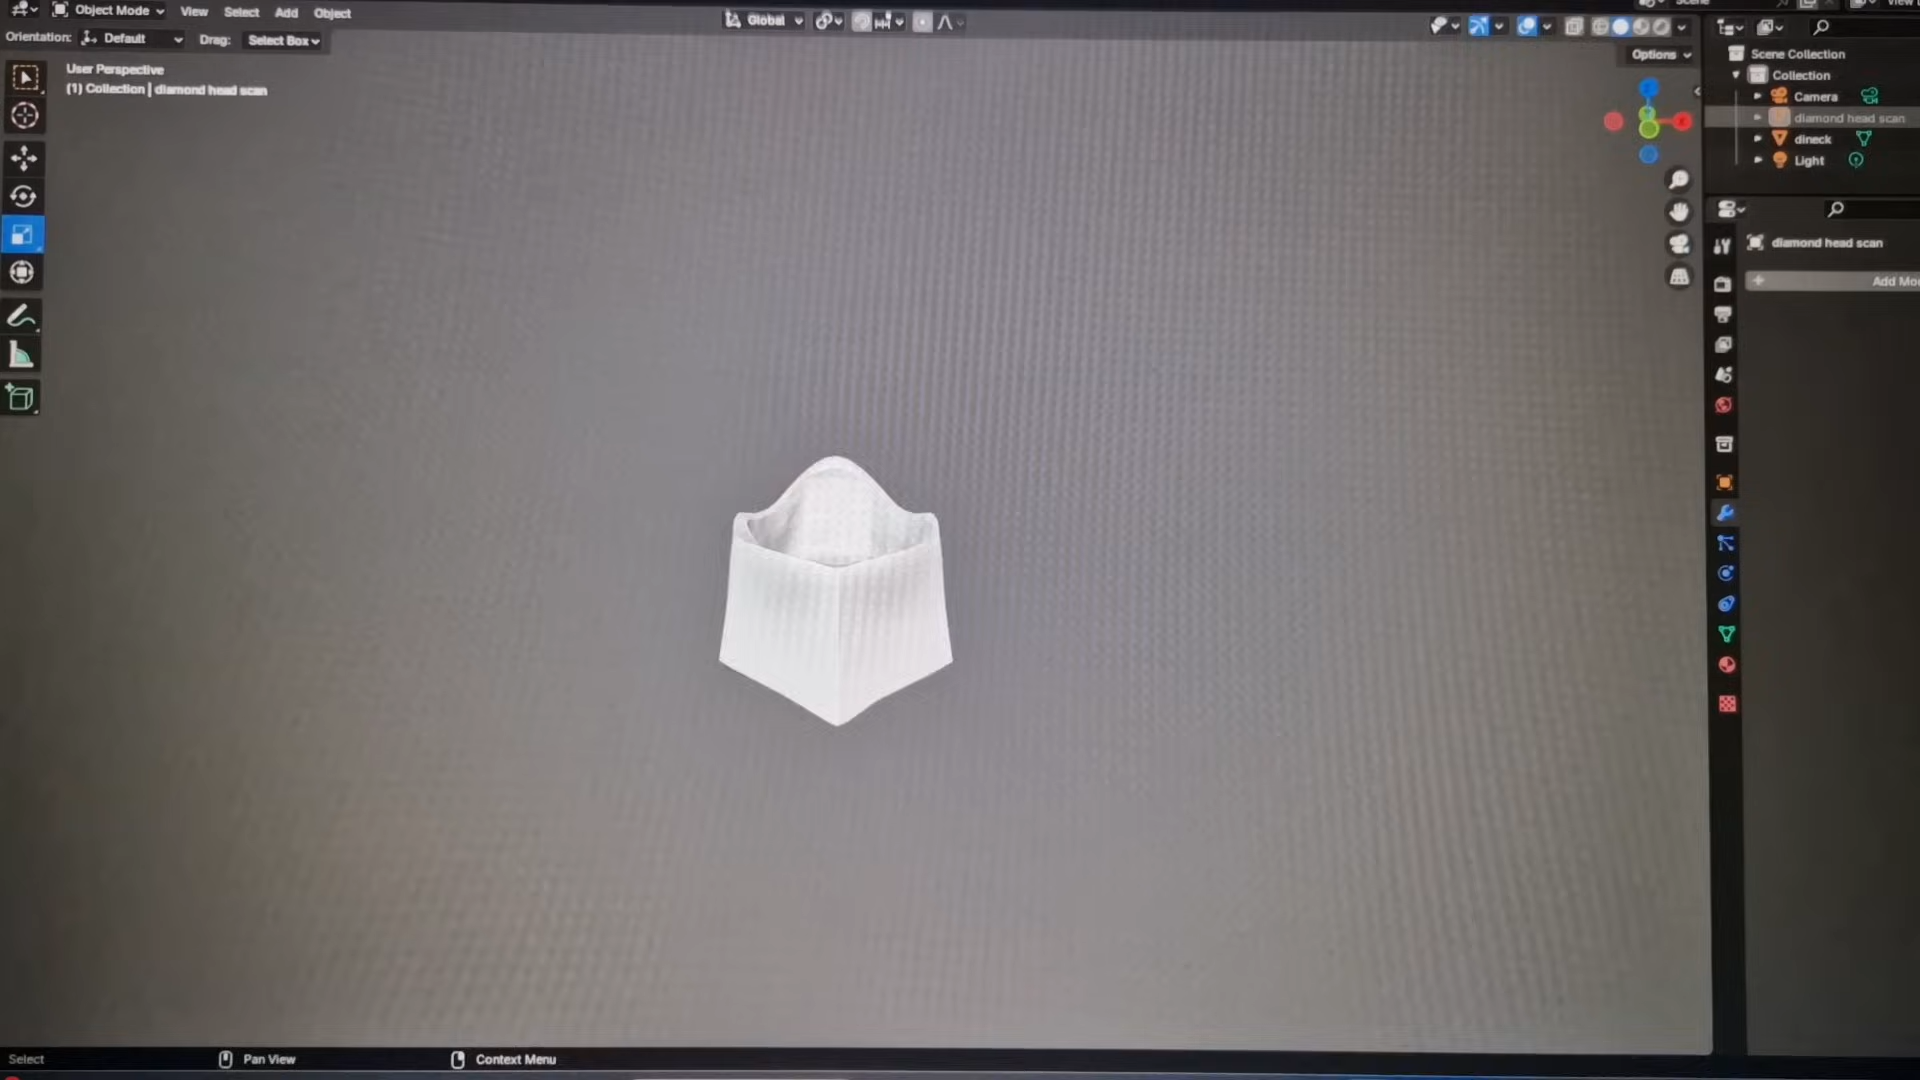 Object Mode View Select Add Object
Global
Orientation: Default Drag: Select Box
Options
User Perspective
(1) Collection | diamond head scan
Scene Collection
Collection
Camera
diamond head scan
dineck
Light
diamond head scan
Select
Pan View
Context Menu